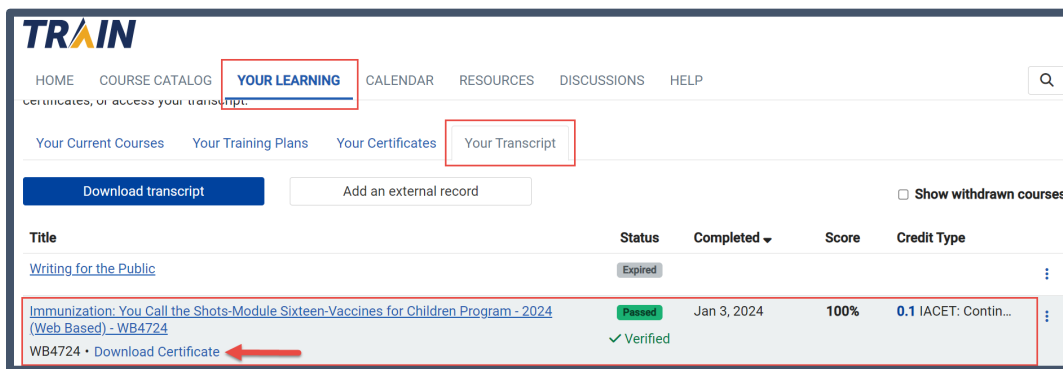 TRAIN
HOME COURSE CATALOG YOUR LEARNING CALENDAR RESOURCES DISCUSSIONS HELP
certificates, or access your transcript.
Your Current Courses Your Training Plans Your Certificates Your Transcript
Download transcript Add an external record Show withdrawn courses
Title Status Completed Score Credit Type
Writing for the Public Expired
Immunization: You Call the Shots-Module Sixteen-Vaccines for Children Program - 2024 Passed Jan 3, 2024 100% 0.1 IACET: Contin...
(Web Based) - WB4724 Verified
WB4724 • Download Certificate